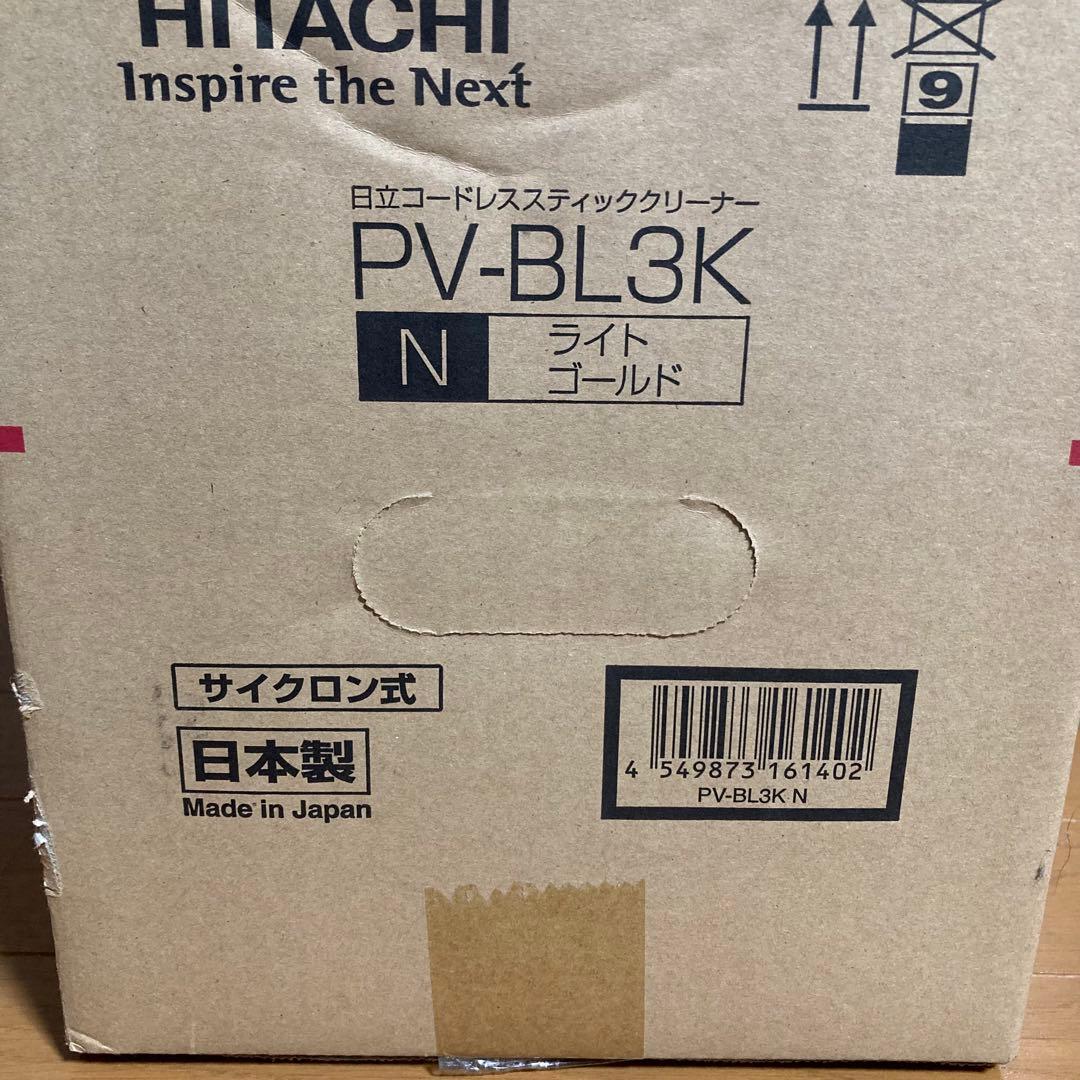 HITACHI
Inspire the Next
9
日立コードレススティッククリーナー
PV-BL3K
N
ライト
ゴールド
サイクロン式
日本製
Made in Japan
4 549873 161402
PV-BL3K N